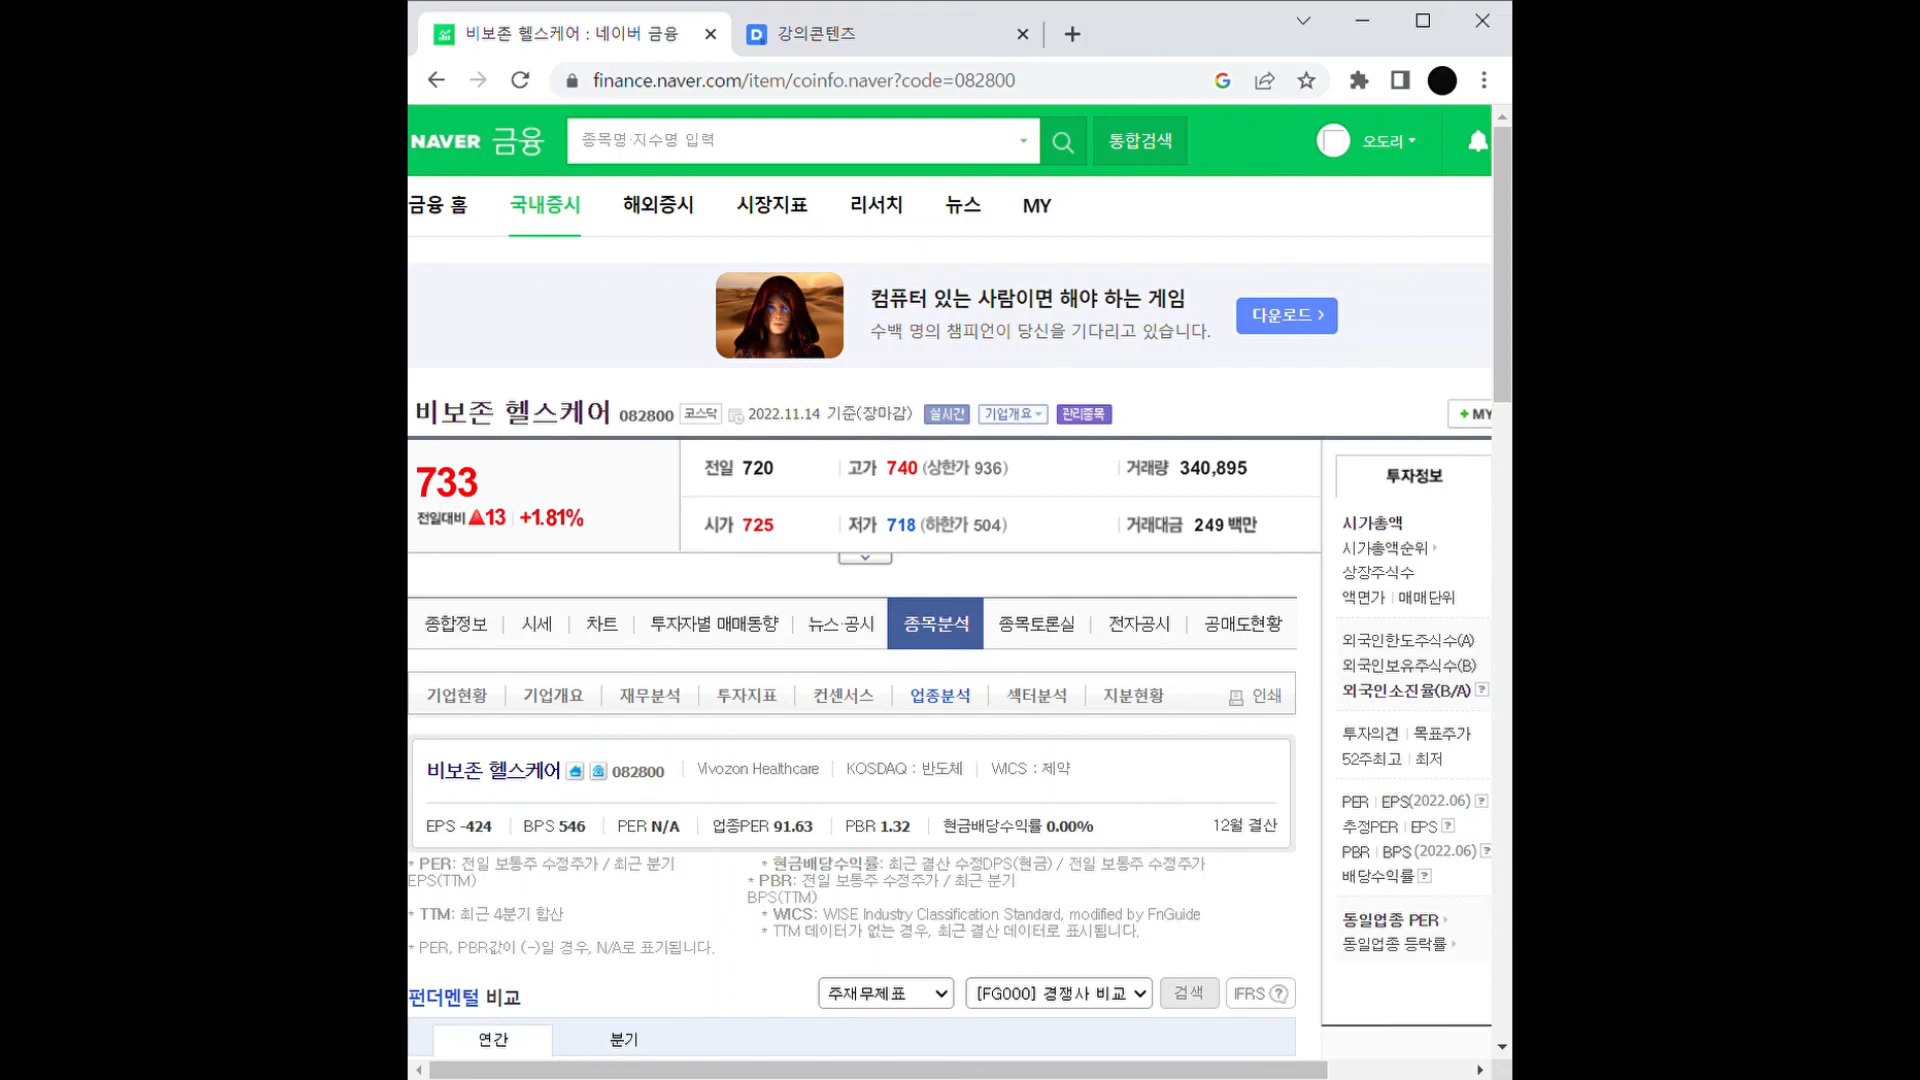 비보존 헬스케어 : 네이버 금융
강의콘텐츠
finance.naver.com/item/coinfo.naver?code=082800
NAVER 금융
종목명·지수명 입력
통합검색
오도리
금융 홈 국내증시 해외증시 시장지표 리서치 뉴스 MY
컴퓨터 있는 사람이면 해야 하는 게임
수백 명의 챔피언이 당신을 기다리고 있습니다.
다운로드 >
비보존 헬스케어 082800 코스닥 2022.11.14 기준(장마감) 실시간 기업개요 관리종목
+ MY
733
전일대비 ▲13 +1.81%
전일 720 고가 740 (상한가 936) 거래량 340,895
시가 725 저가 718 (하한가 504) 거래대금 249 백만
종합정보 시세 차트 투자자별 매매동향 뉴스·공시 종목분석 종목토론실 전자공시 공매도현황
기업현황 기업개요 재무분석 투자지표 컨센서스 업종분석 섹터분석 지분현황 인쇄
비보존 헬스케어 082800 Vivozon Healthcare KOSDAQ : 반도체 WICS : 제약
EPS -424 BPS 546 PER N/A 업종PER 91.63 PBR 1.32 현금배당수익률 0.00% 12월 결산
* PER: 전일 보통주 수정주가 / 최근 분기
EPS(TTM)
* TTM: 최근 4분기 합산
* PER, PBR값이 (-)일 경우, N/A로 표기됩니다.
* 현금배당수익률: 최근 결산 수정DPS(현금) / 전일 보통주 수정주가
* PBR: 전일 보통주 수정주가 / 최근 분기
BPS(TTM)
* WICS: WISE Industry Classification Standard, modified by FnGuide
* TTM 데이터가 없는 경우, 최근 결산 데이터로 표시됩니다.
펀더멘털 비교
주재무제표 [FG000] 경쟁사 비교 검색 IFRS ?
연간 분기
투자정보
시가총액
시가총액순위
상장주식수
액면가 | 매매단위
외국인한도주식수(A)
외국인보유주식수(B)
외국인소진율(B/A) ?
투자의견 | 목표주가
52주최고 | 최저
PER | EPS(2022.06) ?
추정PER | EPS ?
PBR | BPS (2022.06) ?
배당수익률 ?
동일업종 PER
동일업종 등락률